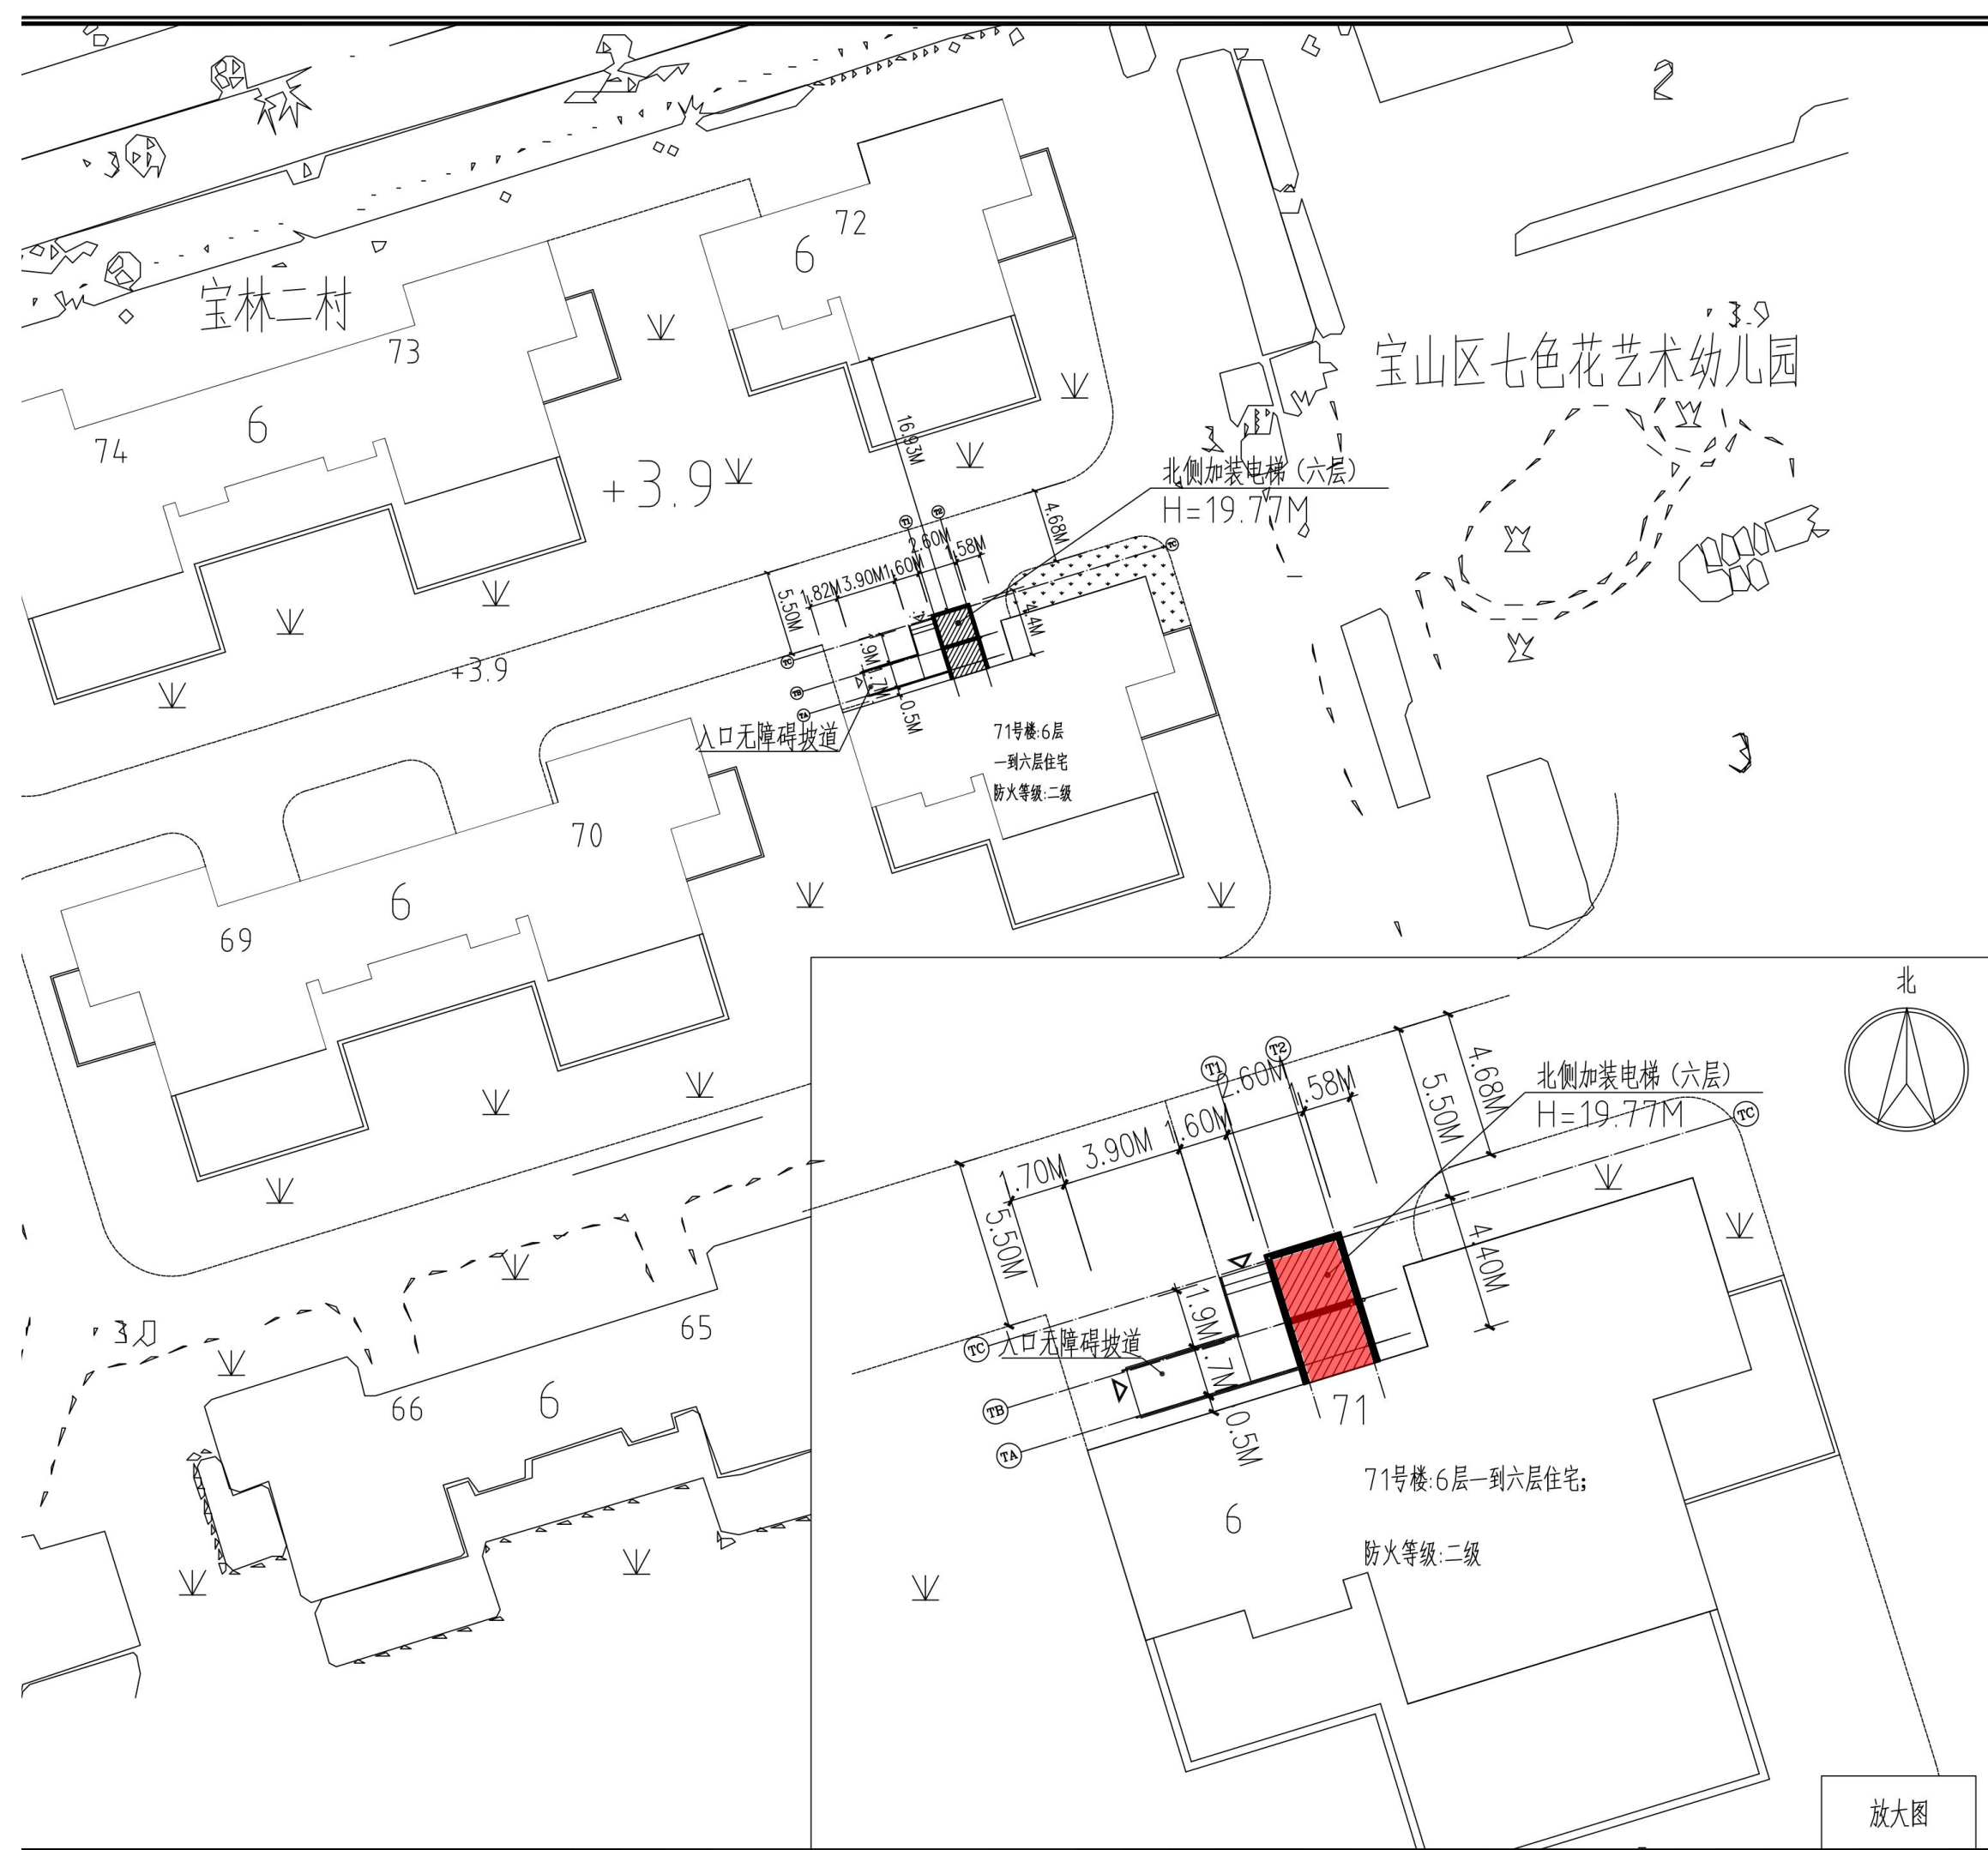 2
72
6
宝林二村
73
3.9
宝山区七色花艺术幼儿园
6
74
16.93M
+3.9
北侧加装电梯（六层）
H=19.77M
T1
T2
4.68M
2.60M
1.58M
TC
1.82M
3.90M
1.60M
5.50M
TC
1.9M
TB
+3.9
TA
0.5M
入口无障碍坡道
71号楼:6层
一到六层住宅
防火等级:二级
3
70
6
69
北
T1
T2
2.60M
1.58M
4.68M
5.50M
北侧加装电梯（六层）
H=19.77M
TC
1.60M
3.90M
1.70M
5.50M
4.40M
1.9M
65
TC
入口无障碍坡道
66
6
TB
71
TA
0.5M
71号楼:6层一到六层住宅;
6
防火等级:二级
放大图